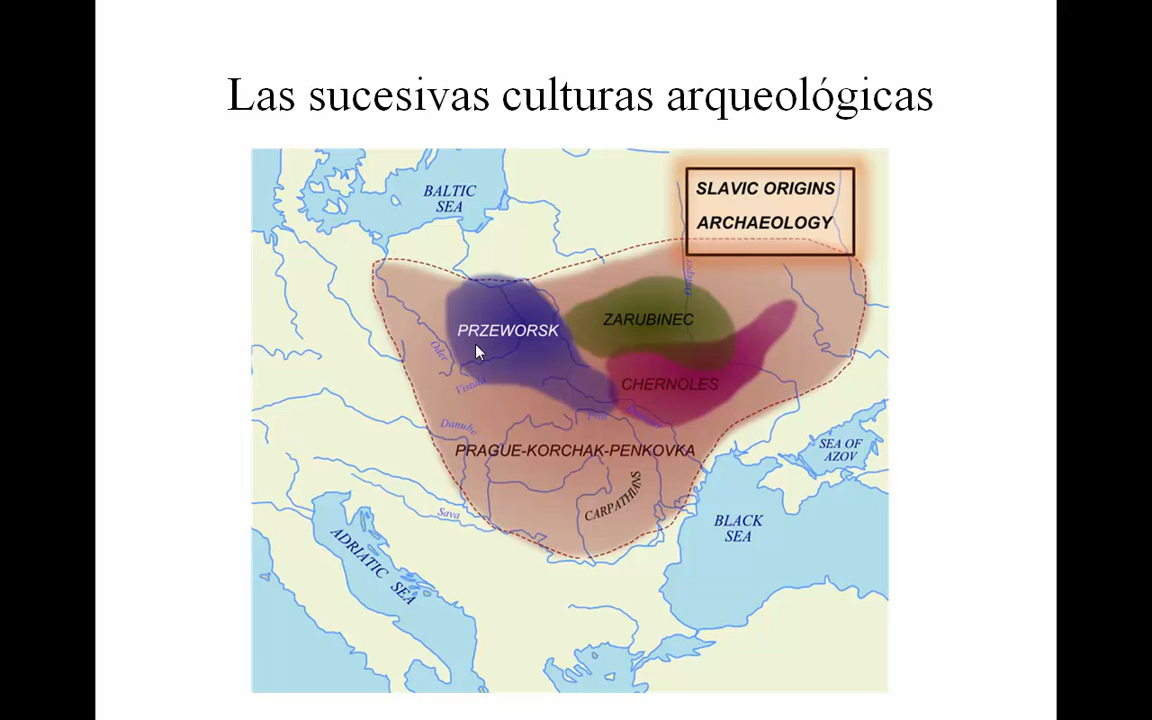 Las sucesivas culturas arqueológicas
SLAVIC ORIGINS
ARCHAEOLOGY
BALTIC
SEA
Dnieper
PRZEWORSK
ZARUBINEC
Oder
Vistula
CHERNOLES
Danube
PRAGUE-KORCHAK-PENKOVKA
SEA OF
AZOV
CARPATHIANS
Sava
BLACK
SEA
ADRIATIC SEA